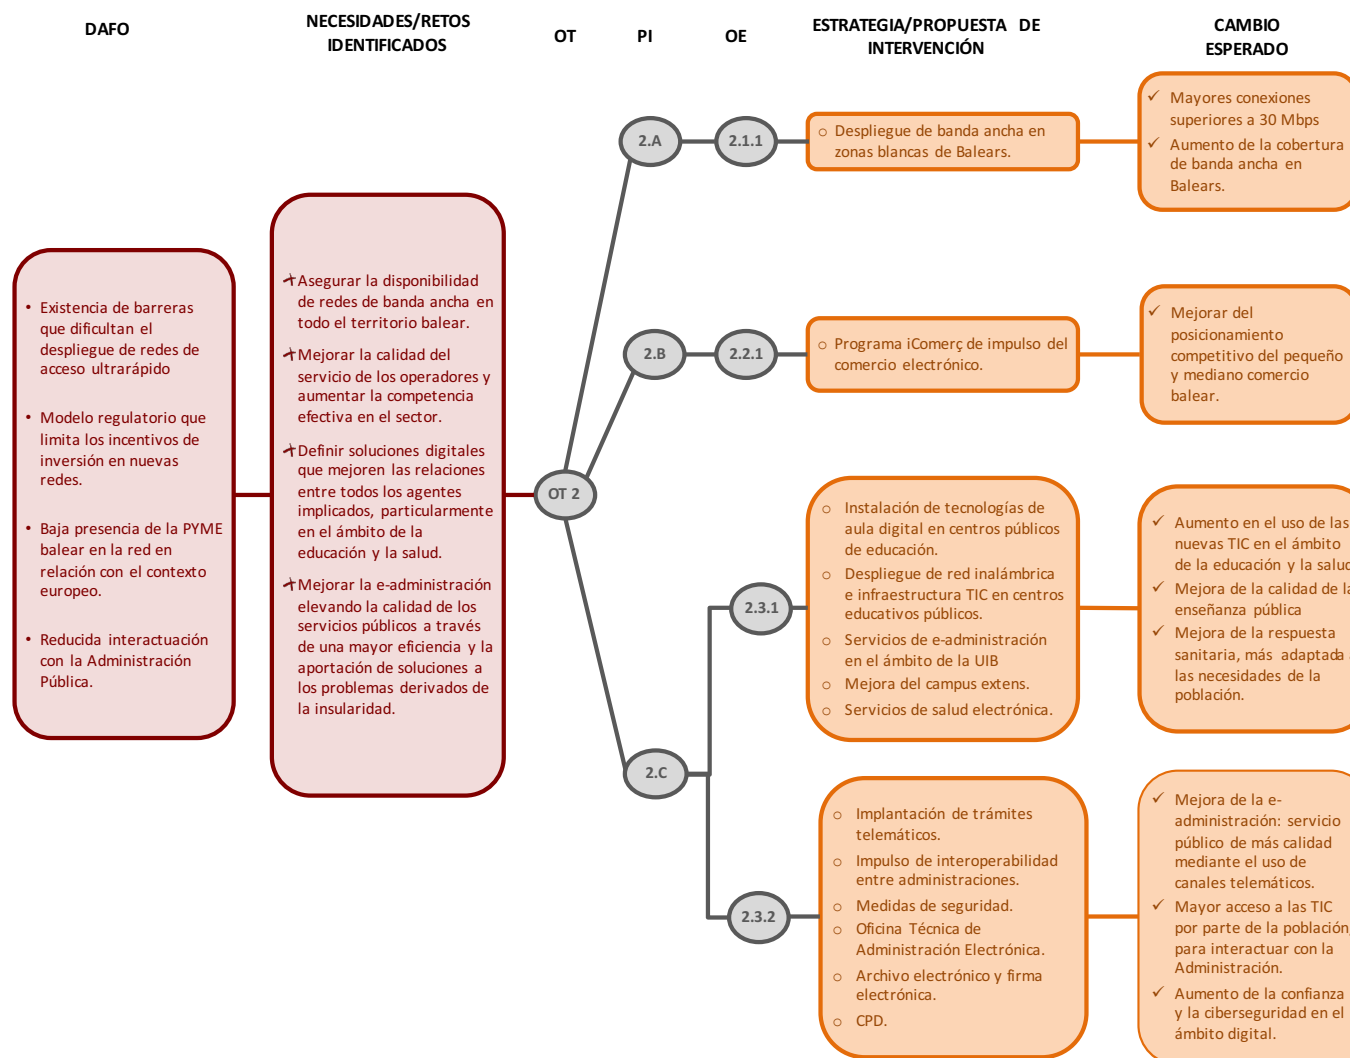 DAFO
NECESIDADES/RETOS
IDENTIFICADOS
OT
PI
OE
ESTRATEGIA/PROPUESTA DE
INTERVENCIÓN
CAMBIO
ESPERADO
• Existencia de barreras
que dificultan el
despliegue de redes de
acceso ultrarápido
• Modelo regulatorio que
limita los incentivos de
inversión en nuevas
redes.
• Baja presencia de la PYME
balear en la red en
relación con el contexto
europeo.
• Reducida interactuación
con la Administración
Pública.
Asegurar la disponibilidad
de redes de banda ancha en
todo el territorio balear.
Mejorar la calidad del
servicio de los operadores y
aumentar la competencia
efectiva en el sector.
Definir soluciones digitales
que mejoren las relaciones
entre todos los agentes
implicados, particularmente
en el ámbito de la
educación y la salud.
Mejorar la e-administración
elevando la calidad de los
servicios públicos a través
de una mayor eficiencia y la
aportación de soluciones a
los problemas derivados de
la insularidad.
OT 2
2.A
2.1.1
o Despliegue de banda ancha en
zonas blancas de Balears.
✓ Mayores conexiones
superiores a 30 Mbps
✓ Aumento de la cobertura
de banda ancha en
Balears.
2.B
2.2.1
o Programa iComerç de impulso del
comercio electrónico.
✓ Mejorar del
posicionamiento
competitivo del pequeño
y mediano comercio
balear.
2.C
2.3.1
o Instalación de tecnologías de
aula digital en centros públicos
de educación.
o Despliegue de red inalámbrica
e infraestructura TIC en centros
educativos públicos.
o Servicios de e-administración
en el ámbito de la UIB
o Mejora del campus extens.
o Servicios de salud electrónica.
✓ Aumento en el uso de las
nuevas TIC en el ámbito
de la educación y la salud
✓ Mejora de la calidad de la
enseñanza pública
✓ Mejora de la respuesta
sanitaria, más adaptada
las necesidades de la
población.
2.3.2
o Implantación de trámites
telemáticos.
o Impulso de interoperabilidad
entre administraciones.
o Medidas de seguridad.
o Oficina Técnica de
Administración Electrónica.
o Archivo electrónico y firma
electrónica.
o CPD.
✓ Mejora de la e-
administración: servicio
público de más calidad
mediante el uso de
canales telemáticos.
✓ Mayor acceso a las TIC
por parte de la población,
para interactuar con la
Administración.
✓ Aumento de la confianza
y la ciberseguridad en el
ámbito digital.